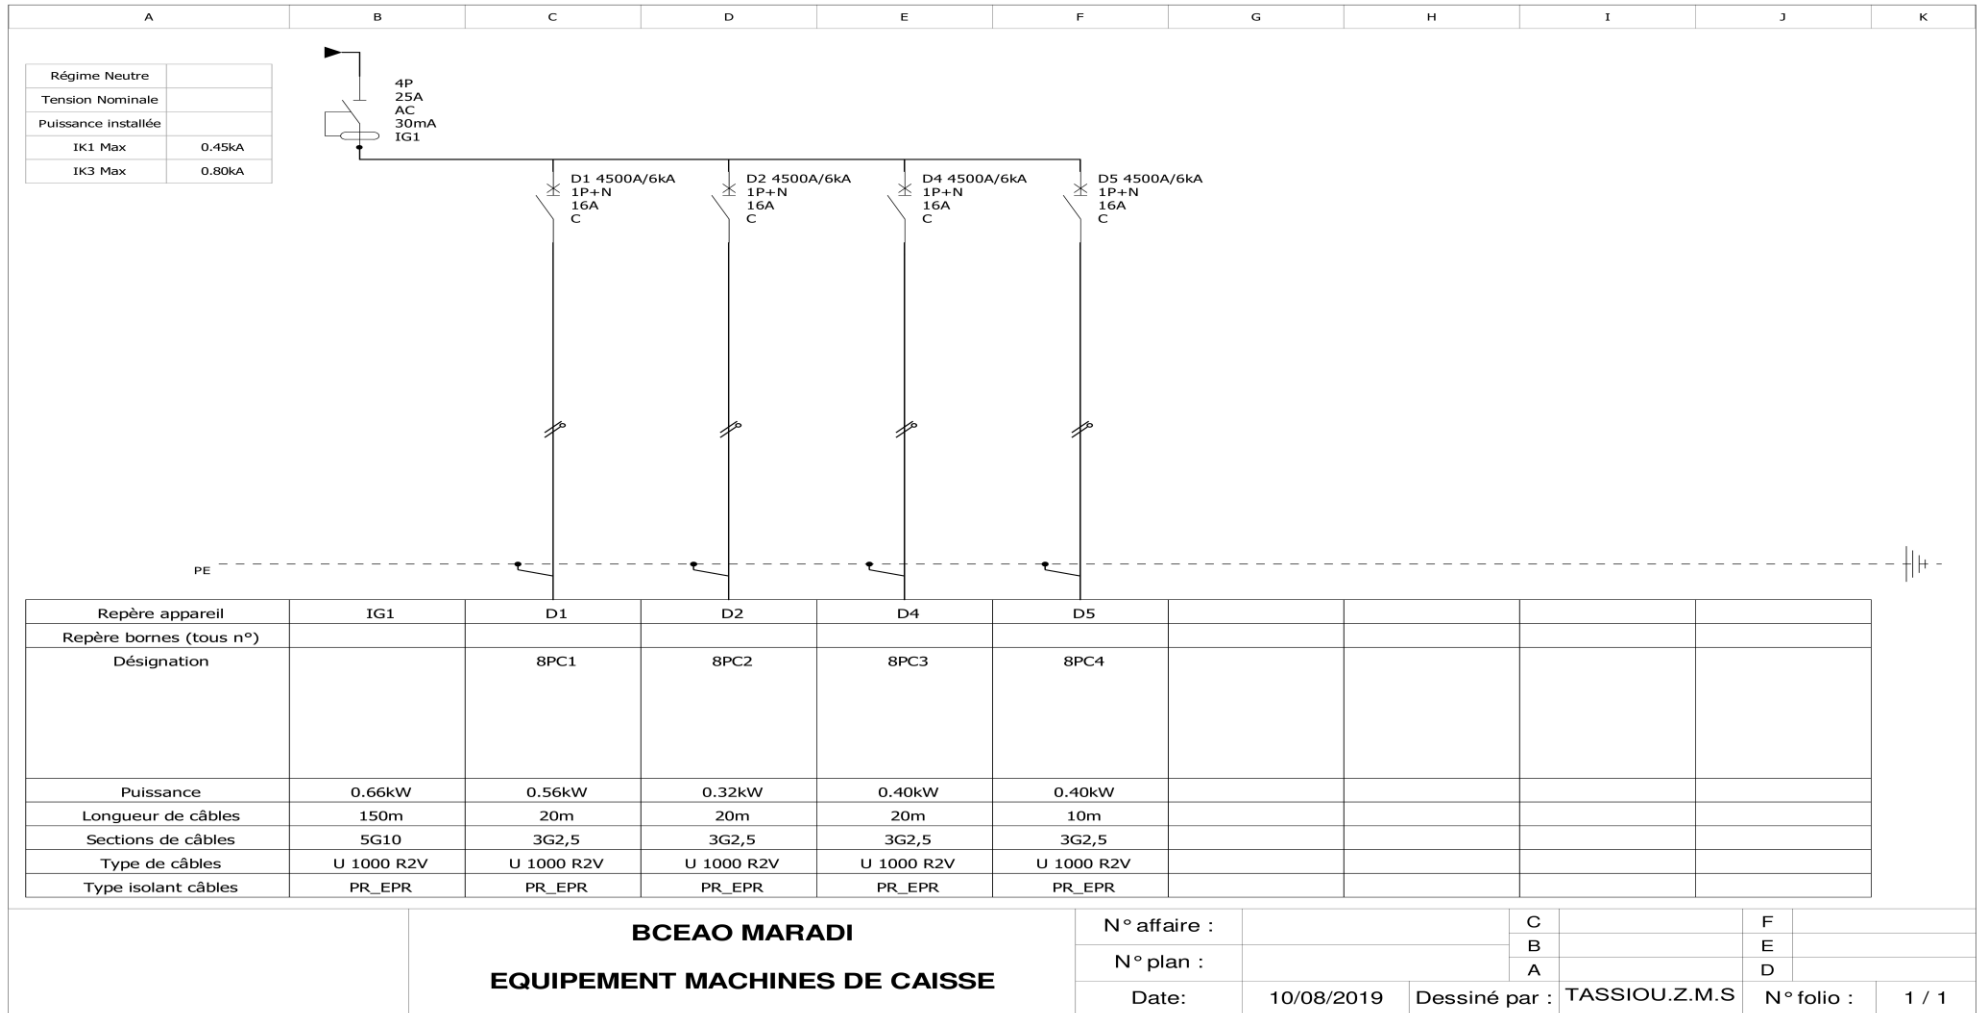 A B C D E F G H I J K
Régime Neutre
Tension Nominale
Puissance installée
IK1 Max 0.45kA
IK3 Max 0.80kA
4P
25A
AC
30mA
IG1
D1 4500A/6kA
1P+N
16A
C
D2 4500A/6kA
1P+N
16A
C
D4 4500A/6kA
1P+N
16A
C
D5 4500A/6kA
1P+N
16A
C
PE
Repère appareil IG1 D1 D2 D4 D5
Repère bornes (tous n°)
Désignation 8PC1 8PC2 8PC3 8PC4
Puissance 0.66kW 0.56kW 0.32kW 0.40kW 0.40kW
Longueur de câbles 150m 20m 20m 20m 10m
Sections de câbles 5G10 3G2,5 3G2,5 3G2,5 3G2,5
Type de câbles U 1000 R2V U 1000 R2V U 1000 R2V U 1000 R2V U 1000 R2V
Type isolant câbles PR_EPR PR_EPR PR_EPR PR_EPR PR_EPR
BCEAO MARADI
EQUIPEMENT MACHINES DE CAISSE
N° affaire : C F
B E
N° plan :
A D
Date: 10/08/2019 Dessiné par : TASSIOU.Z.M.S N° folio : 1 / 1